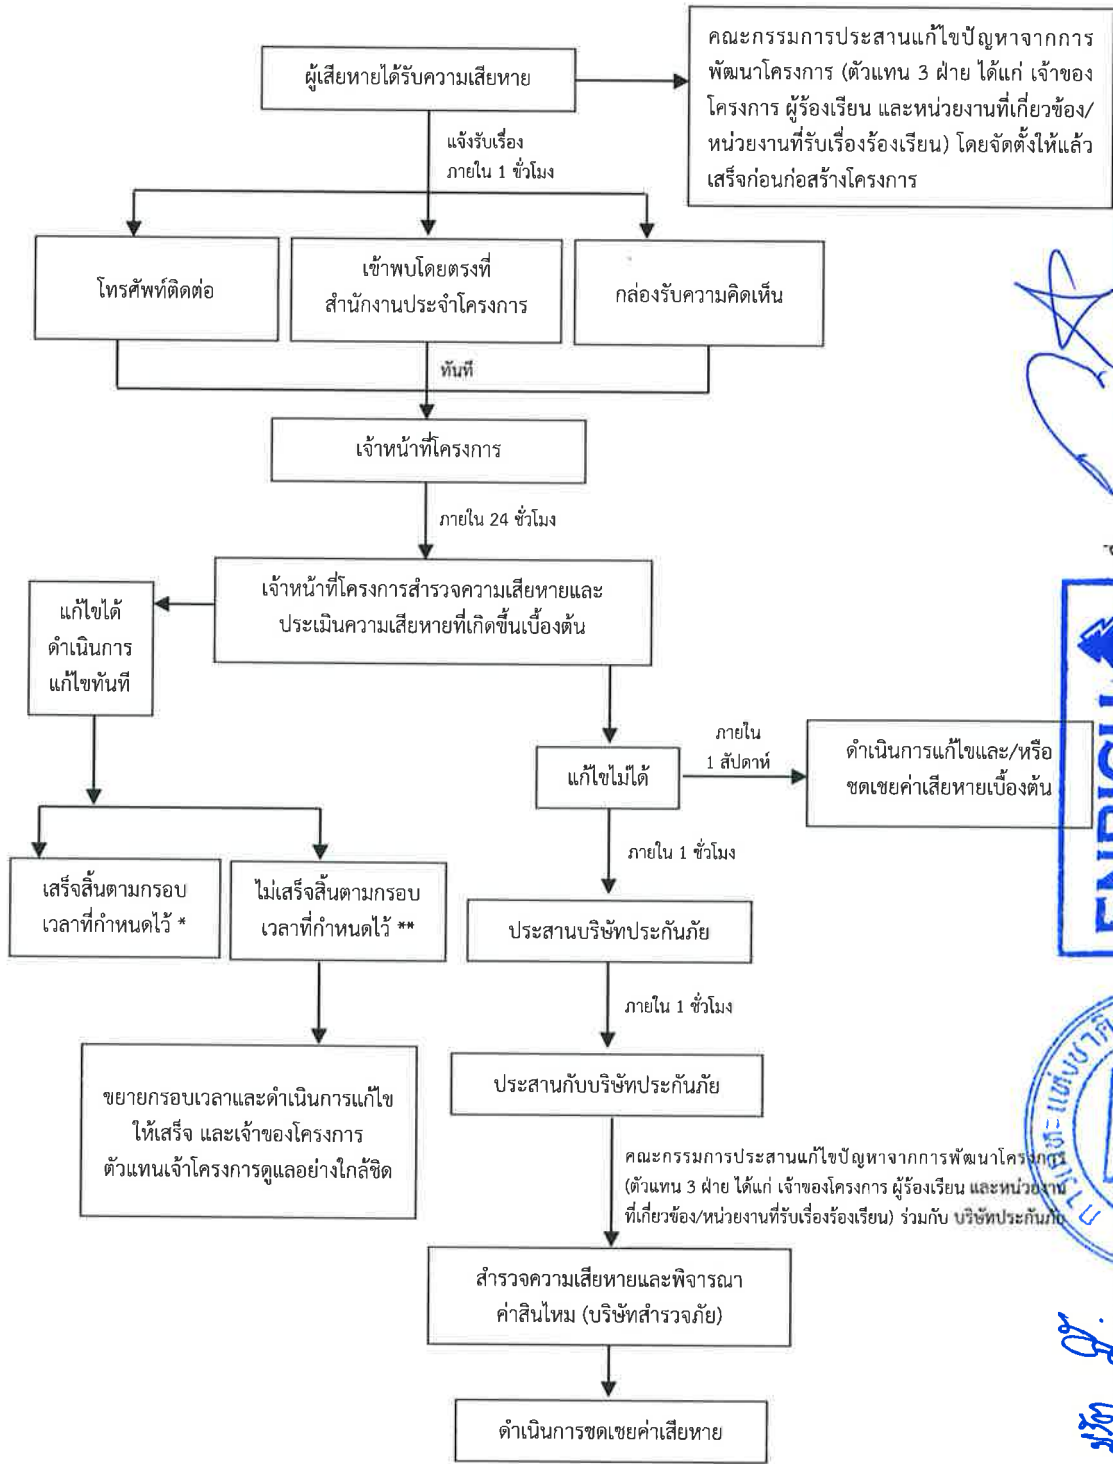 ผู้เสียหายได้รับความเสียหาย
คณะกรรมการประสานแก้ไขปัญหาจากการ
พัฒนาโครงการ (ตัวแทน 3 ฝ่าย ได้แก่ เจ้าของ
โครงการ ผู้ร้องเรียน และหน่วยงานที่เกี่ยวข้อง/
หน่วยงานที่รับเรื่องร้องเรียน) โดยจัดตั้งให้แล้ว
เสร็จก่อนก่อสร้างโครงการ
แจ้งรับเรื่อง
ภายใน 1 ชั่วโมง
โทรศัพท์ติดต่อ
เข้าพบโดยตรงที่
สำนักงานประจำโครงการ
กล่องรับความคิดเห็น
ทันที
เจ้าหน้าที่โครงการ
ภายใน 24 ชั่วโมง
เจ้าหน้าที่โครงการสำรวจความเสียหายและ
ประเมินความเสียหายที่เกิดขึ้นเบื้องต้น
แก้ไขได้
ดำเนินการ
แก้ไขทันที
แก้ไขไม่ได้
ภายใน
1 สัปดาห์
ดำเนินการแก้ไขและ/หรือ
ชดเชยค่าเสียหายเบื้องต้น
เสร็จสิ้นตามกรอบ
เวลาที่กำหนดไว้ *
ไม่เสร็จสิ้นตามกรอบ
เวลาที่กำหนดไว้ **
ภายใน 1 ชั่วโมง
ประสานบริษัทประกันภัย
ภายใน 1 ชั่วโมง
ขยายกรอบเวลาและดำเนินการแก้ไข
ให้เสร็จ และเจ้าของโครงการ
ตัวแทนเจ้าโครงการดูแลอย่างใกล้ชิด
ประสานกับบริษัทประกันภัย
คณะกรรมการประสานแก้ไขปัญหาจากการพัฒนาโครงการ
(ตัวแทน 3 ฝ่าย ได้แก่ เจ้าของโครงการ ผู้ร้องเรียน และหน่วยงาน
ที่เกี่ยวข้อง/หน่วยงานที่รับเรื่องร้องเรียน) ร่วมกับ บริษัทประกันภัย
สำรวจความเสียหายและพิจารณา
ค่าสินไหม (บริษัทสำรวจภัย)
ดำเนินการชดเชยค่าเสียหาย
การเคหะแห่งชาติ